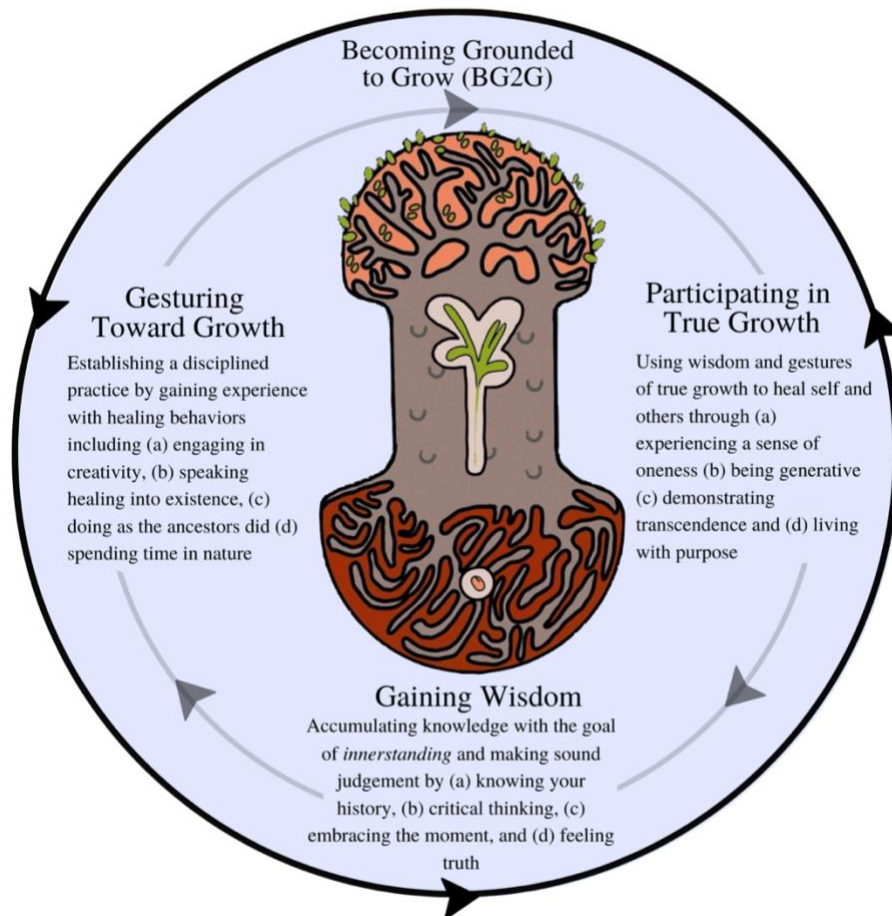 Becoming Grounded
to Grow (BG2G)
Gesturing
Toward Growth
Establishing a disciplined
practice by gaining experience
with healing behaviors
including (a) engaging in
creativity, (b) speaking
healing into existence, (c)
doing as the ancestors did (d)
spending time in nature
Participating in
True Growth
Using wisdom and gestures
of true growth to heal self and
others through (a)
experiencing a sense of
oneness (b) being generative
(c) demonstrating
transcendence and (d) living
with purpose
Gaining Wisdom
Accumulating knowledge with the goal
of innerstanding and making sound
judgement by (a) knowing your
history, (b) critical thinking, (c)
embracing the moment, and (d) feeling
truth